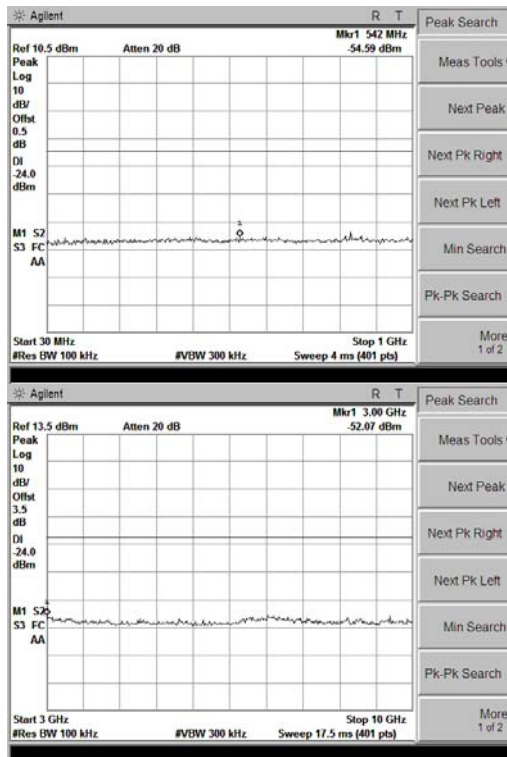 Agilent R T
Mkr1 542 MHz
Ref 10.5 dBm Atten 20 dB -54.59 dBm
Peak
Log
10
dB/
Offst
0.5
dB
DI
-24.0
dBm
M1 S2
S3 FC
AA
1
Start 30 MHz Stop 1 GHz
#Res BW 100 kHz #VBW 300 kHz Sweep 4 ms (401 pts)
Peak Search
Meas Tools
Next Peak
Next Pk Right
Next Pk Left
Min Search
Pk-Pk Search
More
1 of 2
Agilent R T
Mkr1 3.00 GHz
Ref 13.5 dBm Atten 20 dB -52.07 dBm
Peak
Log
10
dB/
Offst
3.5
dB
DI
-24.0
dBm
M1 S2
S3 FC
AA
Start 3 GHz Stop 10 GHz
#Res BW 100 kHz #VBW 300 kHz Sweep 17.5 ms (401 pts)
Peak Search
Meas Tools
Next Peak
Next Pk Right
Next Pk Left
Min Search
Pk-Pk Search
More
1 of 2